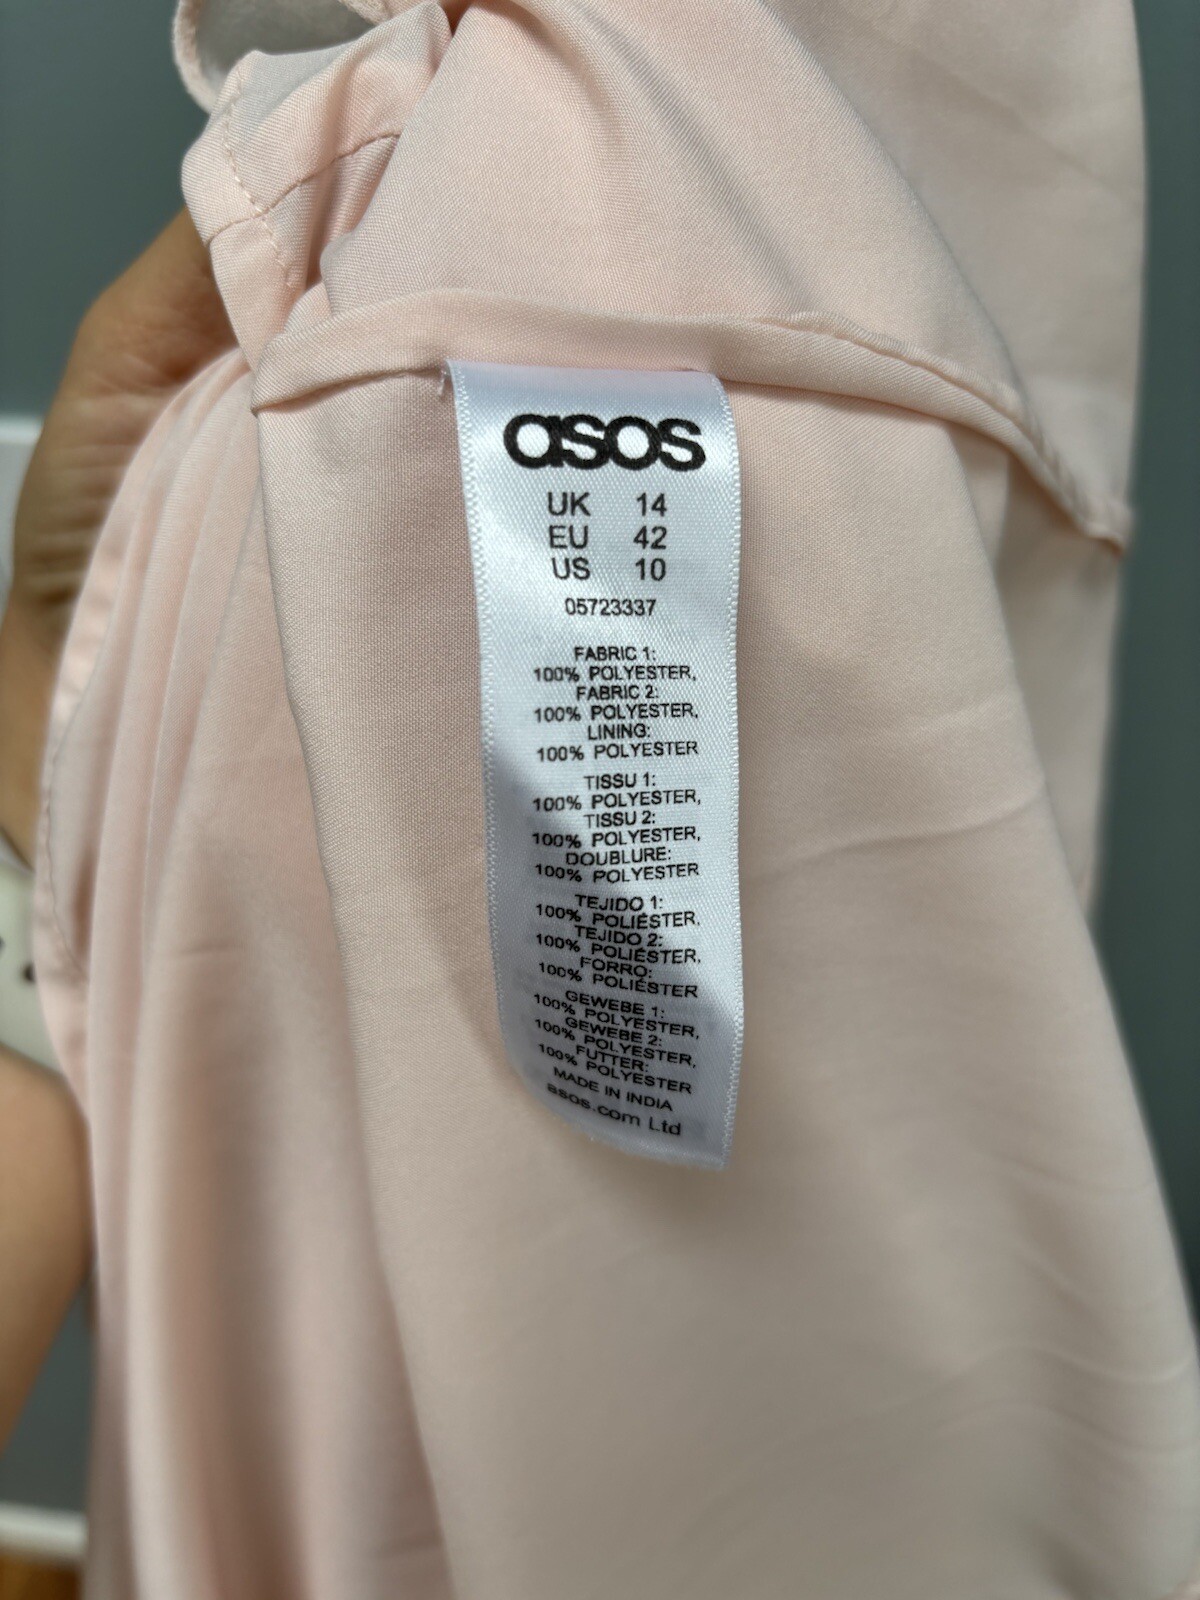 asos
UK 14
EU 42
US 10
05723337
FABRIC 1:
100% POLYESTER,
FABRIC 2:
100% POLYESTER,
LINING:
100% POLYESTER
TISSU 1:
100% POLYESTER,
TISSU 2:
100% POLYESTER,
DOUBLURE:
100% POLYESTER
TEJIDO 1:
100% POLIÉSTER,
TEJIDO 2:
100% POLIÉSTER,
FORRO:
100% POLIÉSTER
GEWEBE 1:
100% POLYESTER,
GEWEBE 2:
100% POLYESTER,
FUTTER:
100% POLYESTER
MADE IN INDIA
asos.com Ltd